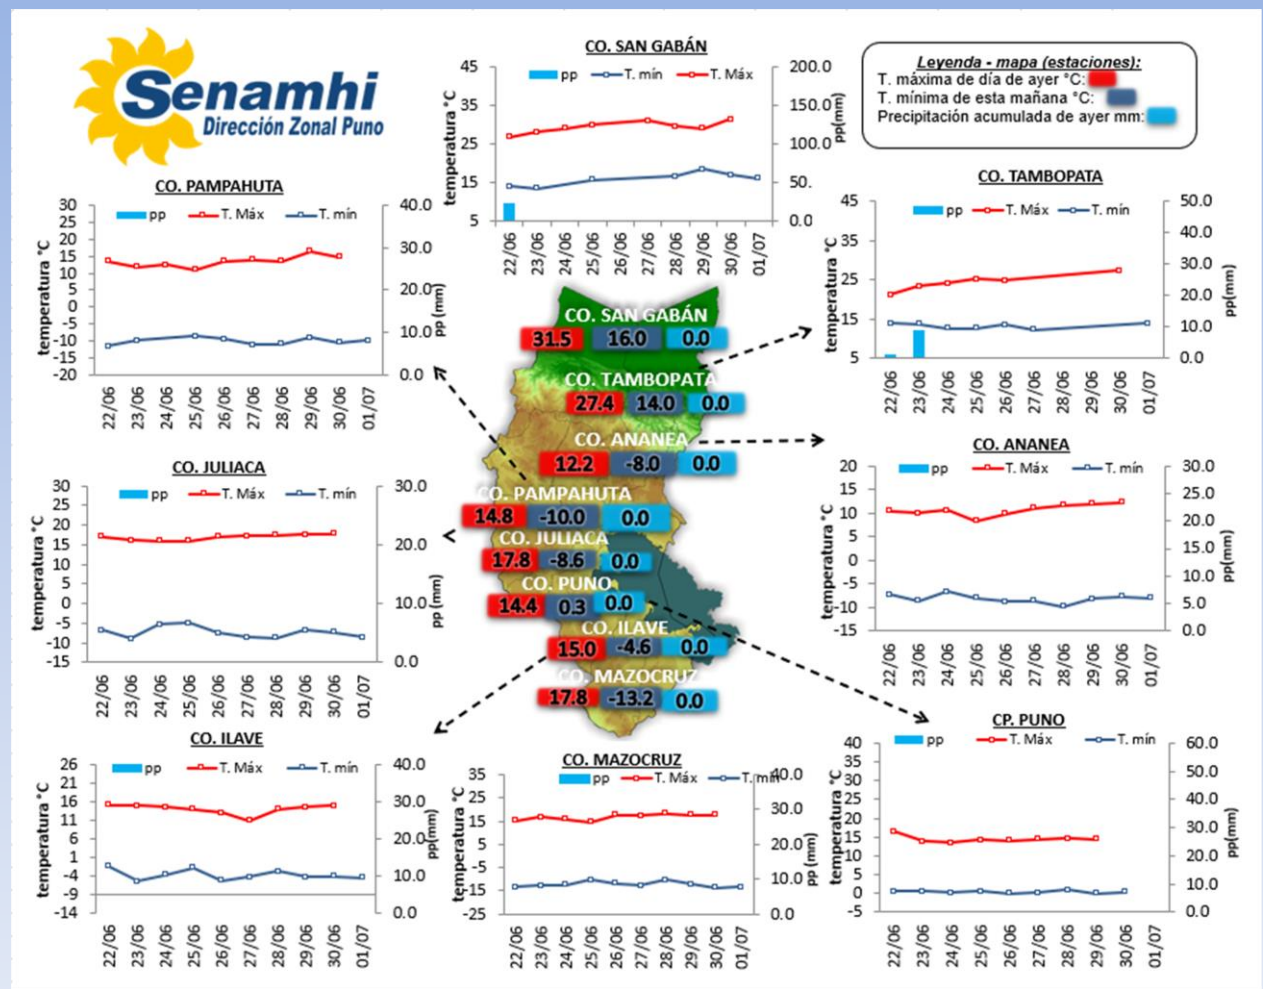 Senamhi
Dirección Zonal Puno
CO. SAN GABÁN
pp T. mín T. Máx
temperatura °C
45
35
25
15
5
200.0
150.0
100.0
50.
0.0
pp(mm)
22/06 23/06 24/06 25/06 26/06 27/06 28/06 29/06 30/06 01/07
Leyenda - mapa (estaciones):
T. máxima de día de ayer °C:
T. mínima de esta mañana °C:
Precipitación acumulada de ayer mm:
CO. PAMPAHUTA
pp T. Máx T. mín
temperatura °C
30
25
20
15
10
5
0
-5
-10
-15
-20
40.0
30.0
20.0
10.0
0.0
pp (mm)
22/06 23/06 24/06 25/06 26/06 27/06 28/06 29/06 30/06 01/07
CO. TAMBOPATA
pp T. Máx T. mín
temperatura °C
45
35
25
15
5
50.0
40.0
30.0
20.0
10.0
0.0
pp (mm)
22/06 23/06 24/06 25/06 26/06 27/06 28/06 29/06 30/06 01/07
CO. SAN GABÁN
31.5 16.0 0.0
CO. TAMBOPATA
27.4 14.0 0.0
CO. ANANEA
12.2 -8.0 0.0
CO. PAMPAHUTA
14.8 -10.0 0.0
CO. JULIACA
17.8 -8.6 0.0
CO. PUNO
14.4 0.3 0.0
CO. ILAVE
15.0 -4.6 0.0
CO. MAZOCRUZ
17.8 -13.2 0.0
CO. JULIACA
pp T. Máx T. mín
temperatura °C
30
25
20
15
10
5
0
-5
-10
-15
30.0
20.0
10.0
0.0
pp (mm)
22/06 23/06 24/06 25/06 26/06 27/06 28/06 29/06 30/06 01/07
CO. ANANEA
pp T. Máx T. mín
temperatura °C
20
15
10
5
0
-5
-10
-15
30.0
25.0
20.0
15.0
10.0
5.0
0.0
pp(mm)
22/06 23/06 24/06 25/06 26/06 27/06 28/06 29/06 30/06 01/07
CO. ILAVE
pp T. Máx T. mín
temperatura °C
26
21
16
11
6
1
-4
-9
-14
40.0
30.0
20.0
10.0
0.0
pp(mm)
22/06 23/06 24/06 25/06 26/06 27/06 28/06 29/06 30/06 01/07
CO. MAZOCRUZ
pp T. Máx T. mín
temperatura °C
35
25
15
5
-5
-15
-25
40.0
30.0
20.0
10.0
0.0
pp (mm)
22/06 23/06 24/06 25/06 26/06 27/06 28/06 29/06 30/06 01/07
CP. PUNO
pp T. Máx T. mín
temperatura °C
40
35
30
25
20
15
10
5
0
-5
60.0
50.0
40.0
30.0
20.0
10.0
0.0
pp(mm)
22/06 23/06 24/06 25/06 26/06 27/06 28/06 29/06 30/06 01/07